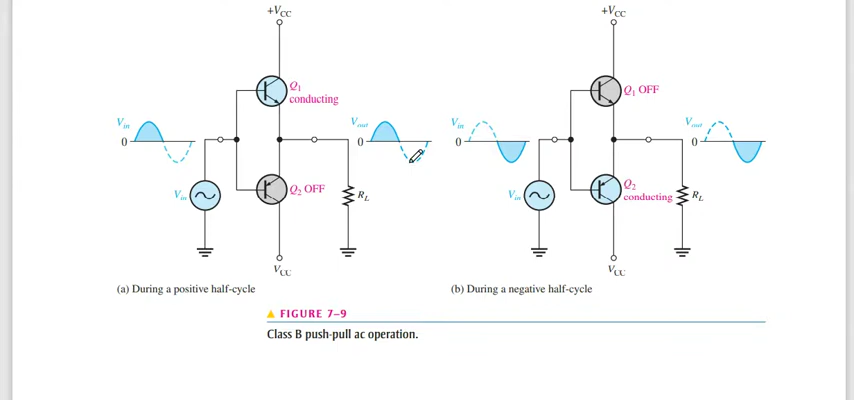 +VCC
Q1
conducting
Vin
0
Vout
0
Q2 OFF
Vin
RL
VCC
(a) During a positive half-cycle
+VCC
Q1 OFF
Vin
0
Vout
0
Q2
conducting
Vin
RL
VCC
(b) During a negative half-cycle
▲ FIGURE 7–9
Class B push-pull ac operation.